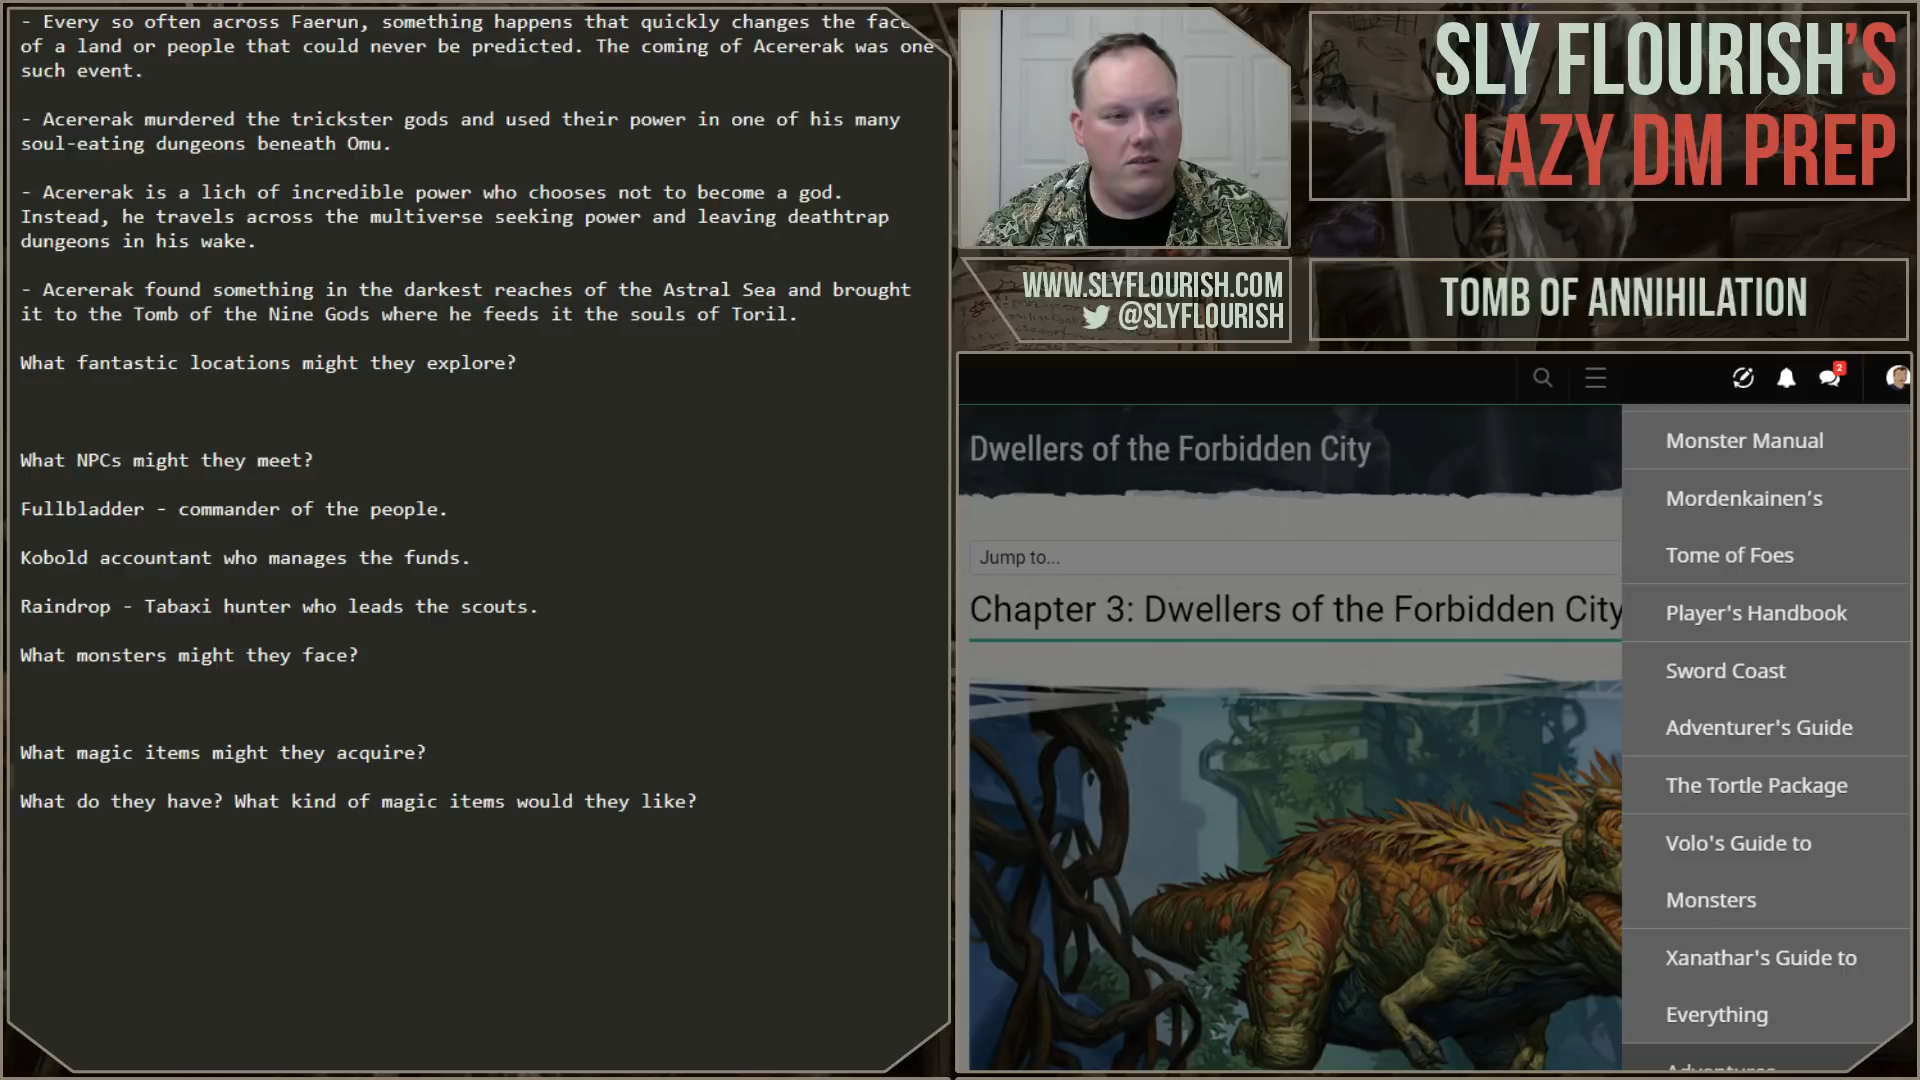 - Every so often across Faerun, something happens that quickly changes the face
of a land or people that could never be predicted. The coming of Acererak was one
such event.
- Acererak murdered the trickster gods and used their power in one of his many
soul-eating dungeons beneath Omu.
- Acererak is a lich of incredible power who chooses not to become a god.
Instead, he travels across the multiverse seeking power and leaving deathtrap
dungeons in his wake.
- Acererak found something in the darkest reaches of the Astral Sea and brought
it to the Tomb of the Nine Gods where he feeds it the souls of Toril.
What fantastic locations might they explore?
What NPCs might they meet?
Fullbladder - commander of the people.
Kobold accountant who manages the funds.
Raindrop - Tabaxi hunter who leads the scouts.
What monsters might they face?
What magic items might they acquire?
What do they have? What kind of magic items would they like?
WWW.SLYFLOURISH.COM
@SLYFLOURISH
SLY FLOURISH'S
LAZY DM PREP
TOMB OF ANNIHILATION
2
Dwellers of the Forbidden City
Jump to...
Chapter 3: Dwellers of the Forbidden City
Monster Manual
Mordenkainen's
Tome of Foes
Player's Handbook
Sword Coast
Adventurer's Guide
The Tortle Package
Volo's Guide to
Monsters
Xanathar's Guide to
Everything